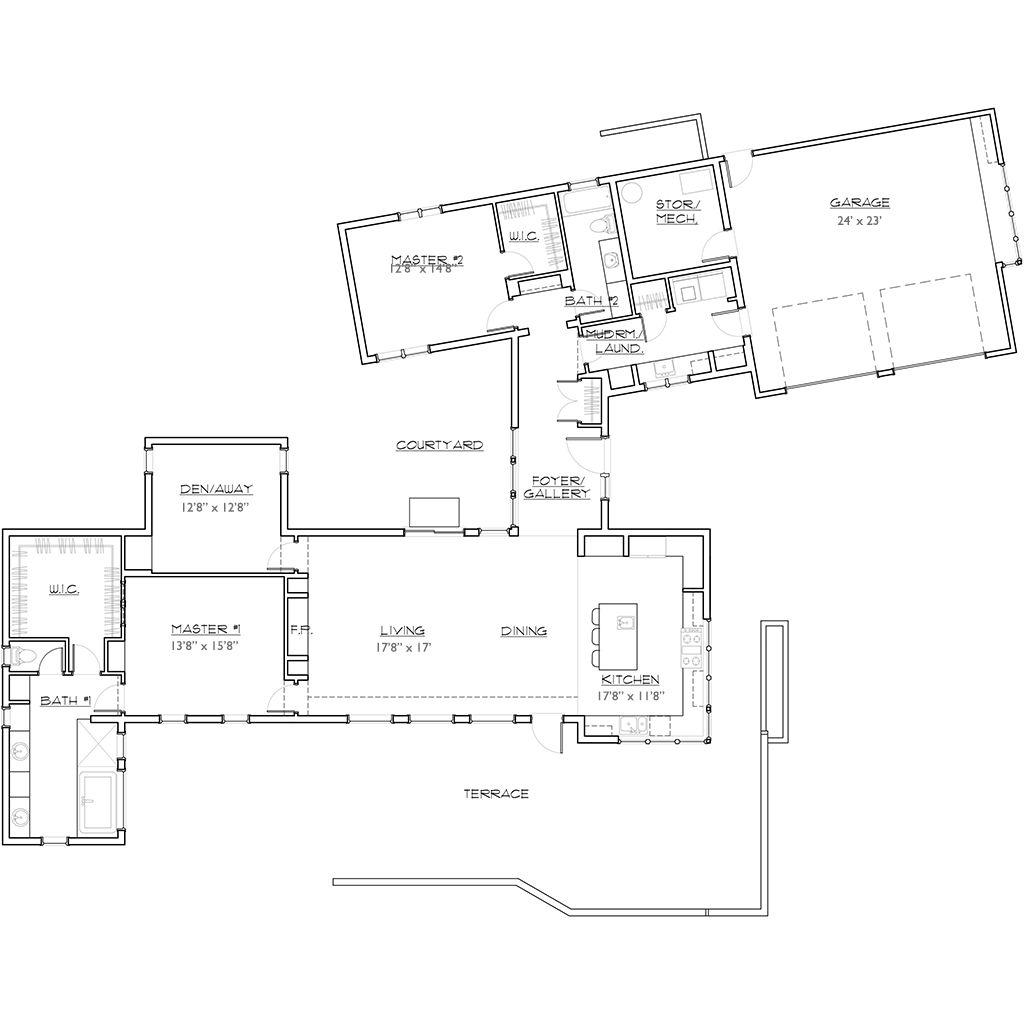 GARAGE
24' x 23'
STOR/
MECH.
W.I.C.
MASTER #2
12'8" x 14'8"
BATH #2
MUDRM./
LAUND.
COURTYARD
FOYER/
GALLERY
DEN/AWAY
12'8" x 12'8"
W.I.C.
MASTER #1
13'8" x 15'8"
F.P.
LIVING
17'8" x 17'
DINING
KITCHEN
17'8" x 11'8"
BATH #1
TERRACE